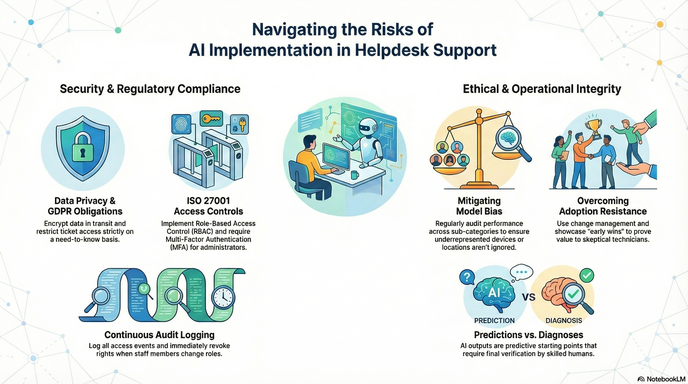 Navigating the Risks of
AI Implementation in Helpdesk Support
Security & Regulatory Compliance
Data Privacy &
GDPR Obligations
Encrypt data in transit and
restrict ticket access strictly on
a need-to-know basis.
ISO 27001
Access Controls
Implement Role-Based Access
Control (RBAC) and require
Multi-Factor Authentication
(MFA) for administrators.
Continuous Audit Logging
Log all access events and immediately revoke
rights when staff members change roles.
Ethical & Operational Integrity
Mitigating
Model Bias
Regularly audit performance
across sub-categories to ensure
underrepresented devices or
locations aren't ignored.
Overcoming
Adoption Resistance
Use change management and
showcase "early wins" to prove
value to skeptical technicians.
?
AI
VS
PREDICTION
DIAGNOSIS
Predictions vs. Diagnoses
AI outputs are predictive starting points that
require final verification by skilled humans.
NotebookLM